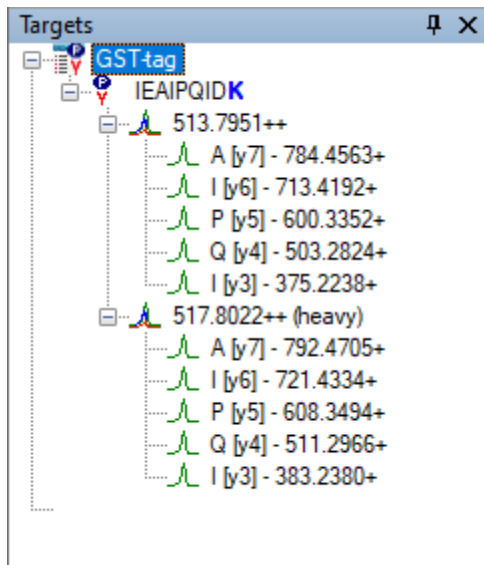 Targets
GST-tag
IEAIPQIDK
513.7951++
A [y7] - 784.4563+
I [y6] - 713.4192+
P [y5] - 600.3352+
Q [y4] - 503.2824+
I [y3] - 375.2238+
517.8022++ (heavy)
A [y7] - 792.4705+
I [y6] - 721.4334+
P [y5] - 608.3494+
Q [y4] - 511.2966+
I [y3] - 383.2380+